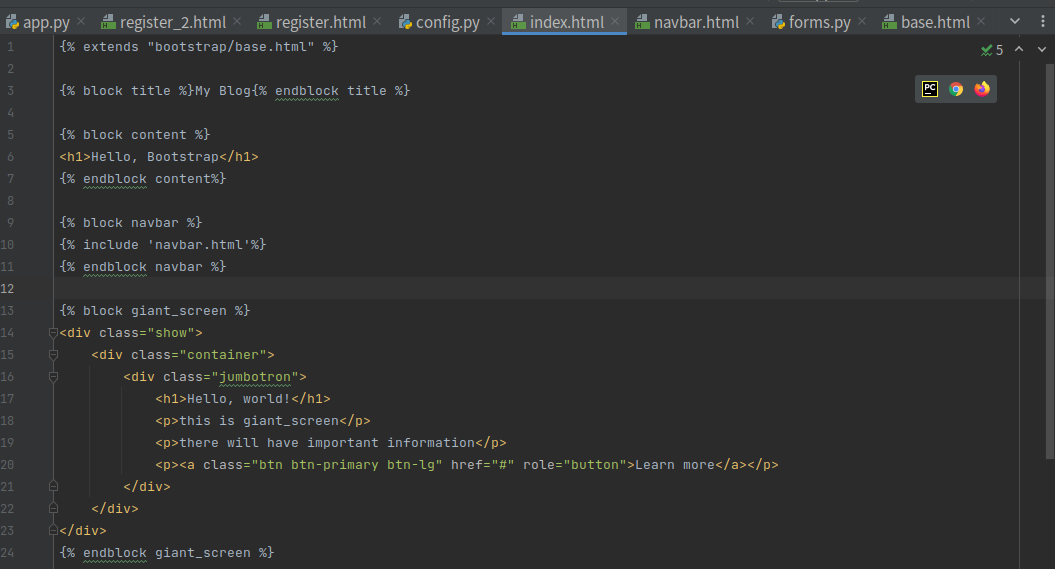 app.py register_2.html register.html config.py index.html navbar.html forms.py base.html
1 {% extends "bootstrap/base.html" %}
5
2
3 {% block title %}My Blog{% endblock title %}
PC
4
5 {% block content %}
6 <h1>Hello, Bootstrap</h1>
7 {% endblock content%}
8
9 {% block navbar %}
10 {% include 'navbar.html'%}
11 {% endblock navbar %}
12
13 {% block giant_screen %}
14 <div class="show">
15 <div class="container">
16 <div class="jumbotron">
17 <h1>Hello, world!</h1>
18 <p>this is giant_screen</p>
19 <p>there will have important information</p>
20 <p><a class="btn btn-primary btn-lg" href="#" role="button">Learn more</a></p>
21 </div>
22 </div>
23 </div>
24 {% endblock giant_screen %}